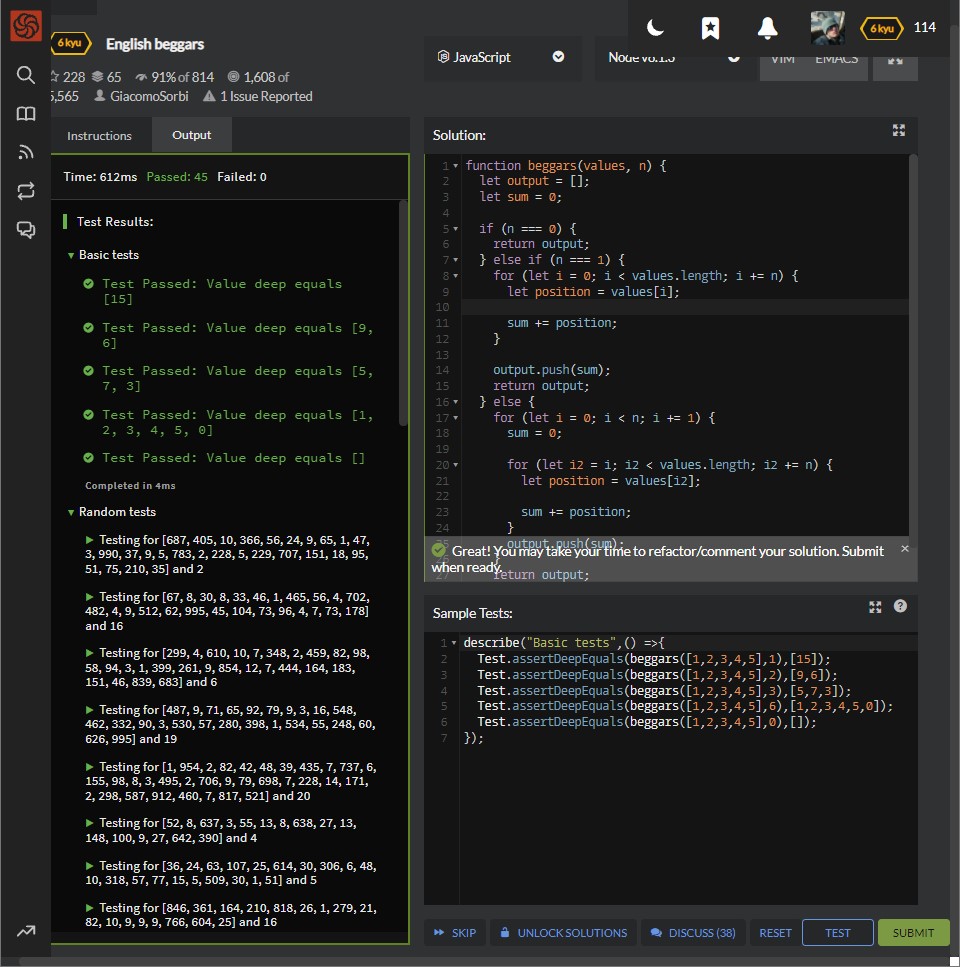 6 kyu
English beggars
228 65 91% of 814 1,608 of
5,565 GiacomoSorbi 1 Issue Reported
6 kyu 114
JavaScript
Node v6.1.3
VIM EMACS
Instructions
Output
Time: 612ms Passed: 45 Failed: 0
Test Results:
Basic tests
Test Passed: Value deep equals
[15]
Test Passed: Value deep equals [9,
6]
Test Passed: Value deep equals [5,
7, 3]
Test Passed: Value deep equals [1,
2, 3, 4, 5, 0]
Test Passed: Value deep equals []
Completed in 4ms
Random tests
Testing for [687, 405, 10, 366, 56, 24, 9, 65, 1, 47,
3, 990, 37, 9, 5, 783, 2, 228, 5, 229, 707, 151, 18, 95,
51, 75, 210, 35] and 2
Testing for [67, 8, 30, 8, 33, 46, 1, 465, 56, 4, 702,
482, 4, 9, 512, 62, 995, 45, 104, 73, 96, 4, 7, 73, 178]
and 16
Testing for [299, 4, 610, 10, 7, 348, 2, 459, 82, 98,
58, 94, 3, 1, 399, 261, 9, 854, 12, 7, 444, 164, 183,
151, 46, 839, 683] and 6
Testing for [487, 9, 71, 65, 92, 79, 9, 3, 16, 548,
462, 332, 90, 3, 530, 57, 280, 398, 1, 534, 55, 248, 60,
626, 995] and 19
Testing for [1, 954, 2, 82, 42, 48, 39, 435, 7, 737, 6,
155, 98, 8, 3, 495, 2, 706, 9, 79, 698, 7, 228, 14, 171,
2, 298, 587, 912, 460, 7, 817, 521] and 20
Testing for [52, 8, 637, 3, 55, 13, 8, 638, 27, 13,
148, 100, 9, 27, 642, 390] and 4
Testing for [36, 24, 63, 107, 25, 614, 30, 306, 6, 48,
10, 318, 57, 77, 15, 5, 509, 30, 1, 51] and 5
Testing for [846, 361, 164, 210, 818, 26, 1, 279, 21,
82, 10, 9, 9, 9, 766, 604, 25] and 16
Solution:
1 function beggars(values, n) {
2 let output = [];
3 let sum = 0;
4
5 if (n === 0) {
6 return output;
7 } else if (n === 1) {
8 for (let i = 0; i < values.length; i += n) {
9 let position = values[i];
10
11 sum += position;
12 }
13
14 output.push(sum);
15 return output;
16 } else {
17 for (let i = 0; i < n; i += 1) {
18 sum = 0;
19
20 for (let i2 = i; i2 < values.length; i2 += n) {
21 let position = values[i2];
22
23 sum += position;
24 }
25 output.push(sum);
Great! You may take your time to refactor/comment your solution. Submit
when ready.
27 return output;
Sample Tests:
1 describe("Basic tests",() =>{
2 Test.assertDeepEquals(beggars([1,2,3,4,5],1),[15]);
3 Test.assertDeepEquals(beggars([1,2,3,4,5],2),[9,6]);
4 Test.assertDeepEquals(beggars([1,2,3,4,5],3),[5,7,3]);
5 Test.assertDeepEquals(beggars([1,2,3,4,5],6),[1,2,3,4,5,0]);
6 Test.assertDeepEquals(beggars([1,2,3,4,5],0),[]);
7 });
SKIP
UNLOCK SOLUTIONS
DISCUSS (38)
RESET
TEST
SUBMIT